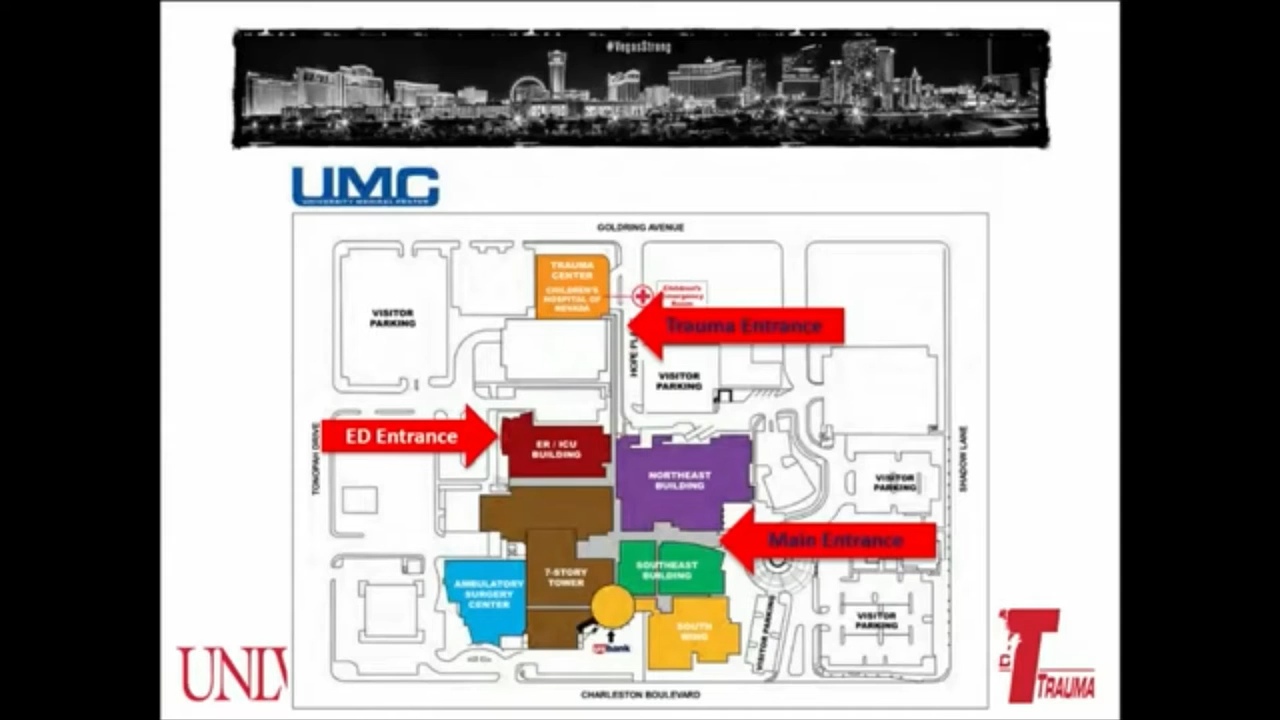 #VegasStrong
UMC
UNIVERSITY MEDICAL CENTER
GOLDRING AVENUE
TRAUMA
CENTER
CHILDREN'S
HOSPITAL OF
NEVADA
Children's
Emergency
Room
VISITOR
PARKING
Trauma Entrance
HOPE
VISITOR
PARKING
ED Entrance
ER / ICU
BUILDING
TONOPAH DRIVE
NORTHEAST
BUILDING
VISITOR
PARKING
SHADOW LANE
Main Entrance
SOUTHEAST
BUILDING
7-STORY
TOWER
AMBULATORY
SURGERY
CENTER
SOUTH
WING
VISITOR PARKING
VISITOR
PARKING
usbank
CHARLESTON BOULEVARD
UNLV
TRAUMA